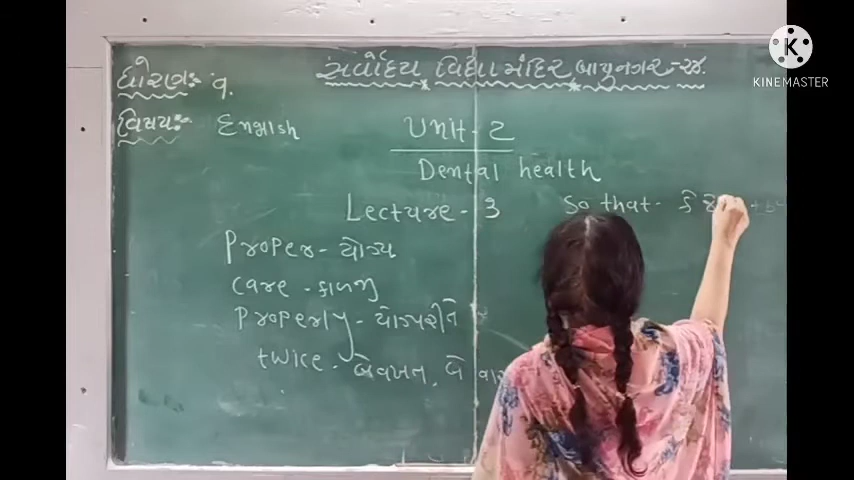 સર્વોદય વિદ્યામંદિર, બાપુનગર-૨૪.
ધોરણઃ ૧.
વિષયઃ English
Unit-2
Dental health
Lecture-3
Proper-યોગ્ય
care-કાળજી
Properly-યોગ્યરીતે
twice-બેવખત, બે વાર
So that- કે જે
KINEMASTER